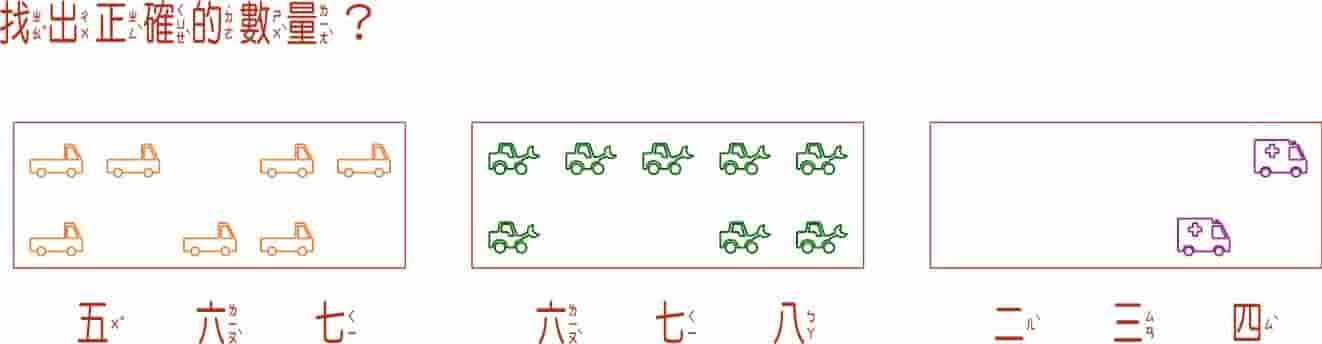 找ㄓㄠˇ出ㄔㄨ正ㄓㄥˋ確ㄑㄩㄝˋ的ㄉㄜ˙數ㄕㄨˋ量ㄌㄧㄤˋ？
五ㄨˇ 六ㄌㄧㄡˋ 七ㄑㄧ 六ㄌㄧㄡˋ 七ㄑㄧ 八ㄅㄚ 二ㄦˋ 三ㄙㄢ 四ㄙˋ